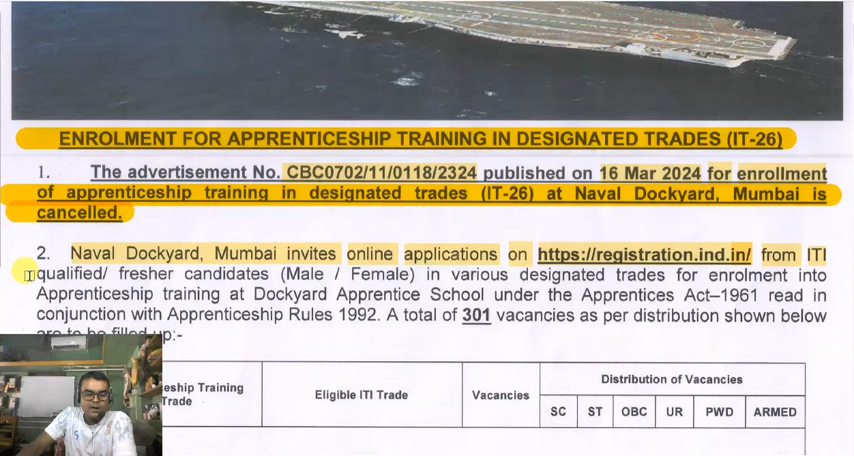 ENROLMENT FOR APPRENTICESHIP TRAINING IN DESIGNATED TRADES (IT-26)
1. The advertisement No. CBC0702/11/0118/2324 published on 16 Mar 2024 for enrollment
of apprenticeship training in designated trades (IT-26) at Naval Dockyard, Mumbai is
cancelled.
2. Naval Dockyard, Mumbai invites online applications on https://registration.ind.in/ from ITI
qualified/ fresher candidates (Male / Female) in various designated trades for enrolment into
Apprenticeship training at Dockyard Apprentice School under the Apprentices Act–1961 read in
conjunction with Apprenticeship Rules 1992. A total of 301 vacancies as per distribution shown below
are to be filled up:-
eship Training
Trade
Eligible ITI Trade
Vacancies
Distribution of Vacancies
SC ST OBC UR PWD ARMED